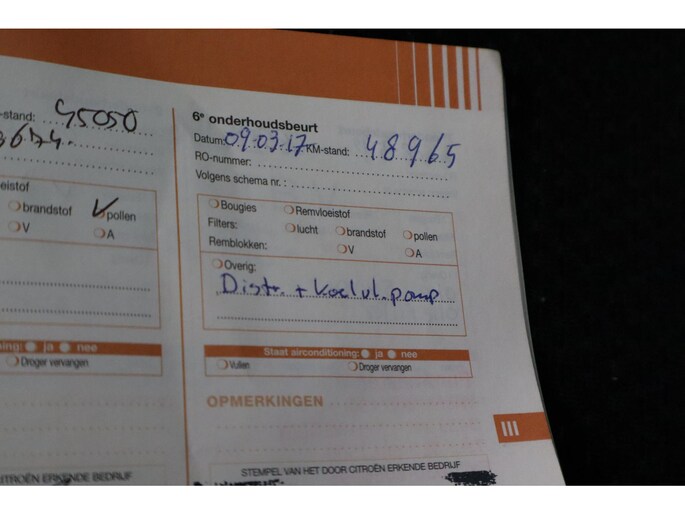 -stand: 45050
eistof
brandstof pollen
V A
ning: ja nee
Droger vervangen
CITROËN ERKENDE BEDRIJF
6e onderhoudsbeurt
Datum: 09.03.17 KM-stand: 48965
RO-nummer:
Volgens schema nr.:
Bougies Remvloeistof
Filters: lucht brandstof pollen
Remblokken: V A
Overig:
Distr. + koelvl. pomp
Staat airconditioning: ja nee
Vullen Droger vervangen
OPMERKINGEN
III
STEMPEL VAN HET DOOR CITROËN ERKENDE BEDRIJF